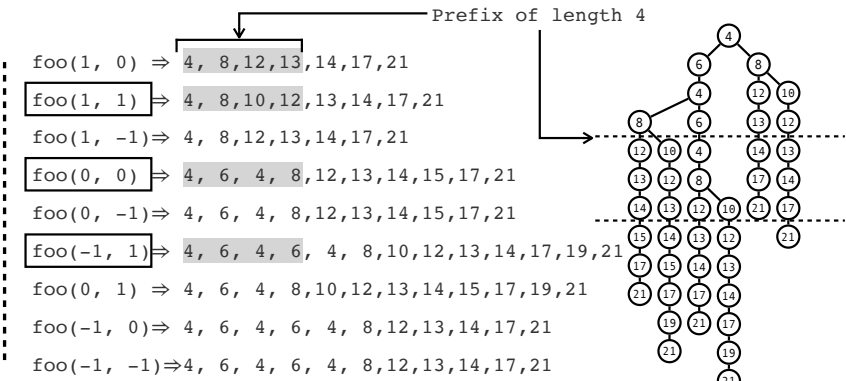 Prefix of length 4
foo(1, 0) ⇒ 4, 8,12,13,14,17,21
foo(1, 1) ⇒ 4, 8,10,12,13,14,17,21
foo(1, -1)⇒ 4, 8,12,13,14,17,21
foo(0, 0) ⇒ 4, 6, 4, 8,12,13,14,15,17,21
foo(0, -1)⇒ 4, 6, 4, 8,12,13,14,15,17,21
foo(-1, 1)⇒ 4, 6, 4, 6, 4, 8,10,12,13,14,17,19,21
foo(0, 1) ⇒ 4, 6, 4, 8,10,12,13,14,15,17,19,21
foo(-1, 0)⇒ 4, 6, 4, 6, 4, 8,12,13,14,17,21
foo(-1, -1)⇒4, 6, 4, 6, 4, 8,12,13,14,17,21
4
6 8
4 12 10
8 6 13 12
12 10 4 14 13
13 12 8 17 14
14 13 12 10 21 17
15 14 13 12 21
17 15 14 13
21 17 17 14
19 21 17
21 19
21